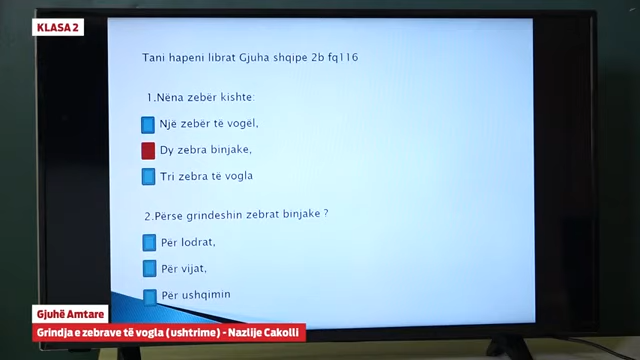 KLASA 2
Tani hapeni librat Gjuha shqipe 2b fq116
1.Nëna zebër kishte:
Një zebër të vogël,
Dy zebra binjake,
Tri zebra të vogla
2.Përse grindeshin zebrat binjake ?
Për lodrat,
Për vijat,
Për ushqimin
Gjuhë Amtare
Grindja e zebrave të vogla ( ushtrime) - Nazlije Cakolli